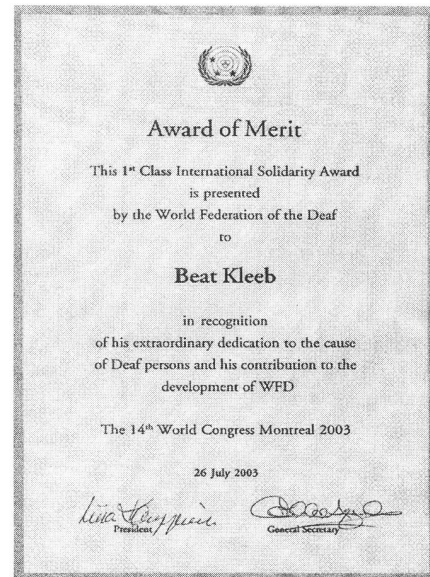 Award of Merit
This 1st Class International Solidarity Award
is presented
by the World Federation of the Deaf
to
Beat Kleeb
in recognition
of his extraordinary dedication to the cause
of Deaf persons and his contribution to the
development of WFD
The 14th World Congress Montreal 2003
26 July 2003
Liisa Kauppinen
President
General Secretary